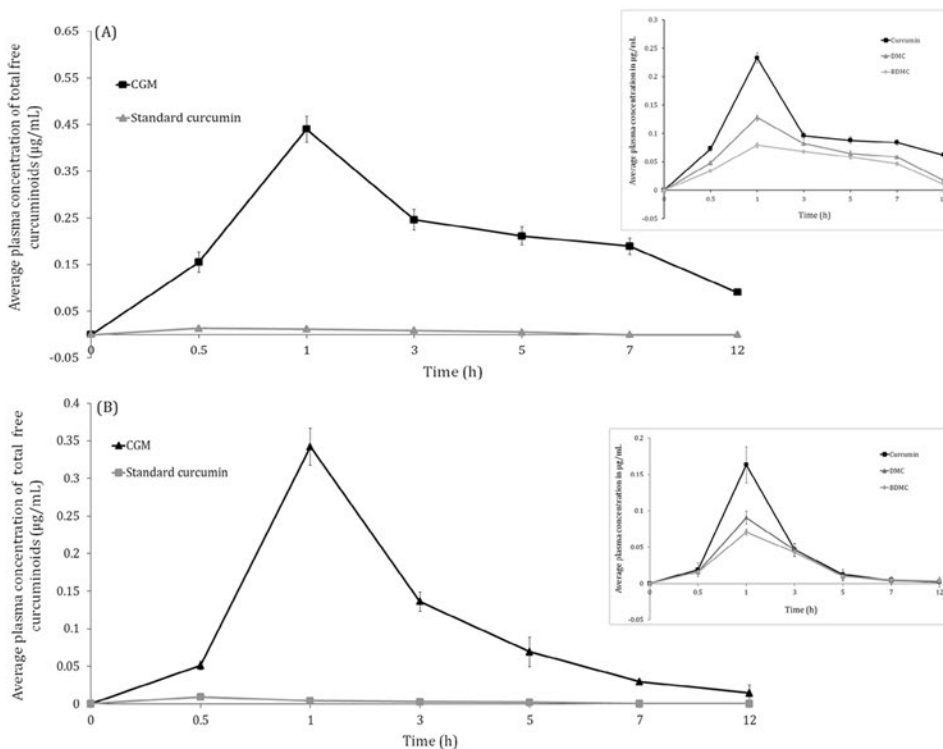 (A)
0.65
0.55
0.45
0.35
0.25
0.15
0.05
-0.05
Average plasma concentration of total free
curcuminoids (µg/mL)
CGM
Standard curcumin
0 0.5 1 3 5 7 12
Time (h)
0.3
0.25
0.2
0.15
0.1
0.05
0
-0.05
Average plasma concentration in µg/mL
Curcumin
DMC
BDMC
0 0.5 1 3 5 7
Time (h)
(B)
0.4
0.35
0.3
0.25
0.2
0.15
0.1
0.05
0
Average plasma concentration of total free
curcuminoids (µg/mL)
CGM
Standard curcumin
0 0.5 1 3 5 7 12
Time (h)
0.2
0.15
0.1
0.05
0
-0.05
Average plasma concentration in µg/mL
Curcumin
DMC
BDMC
0 0.5 1 3 5 7 12
Time (h)